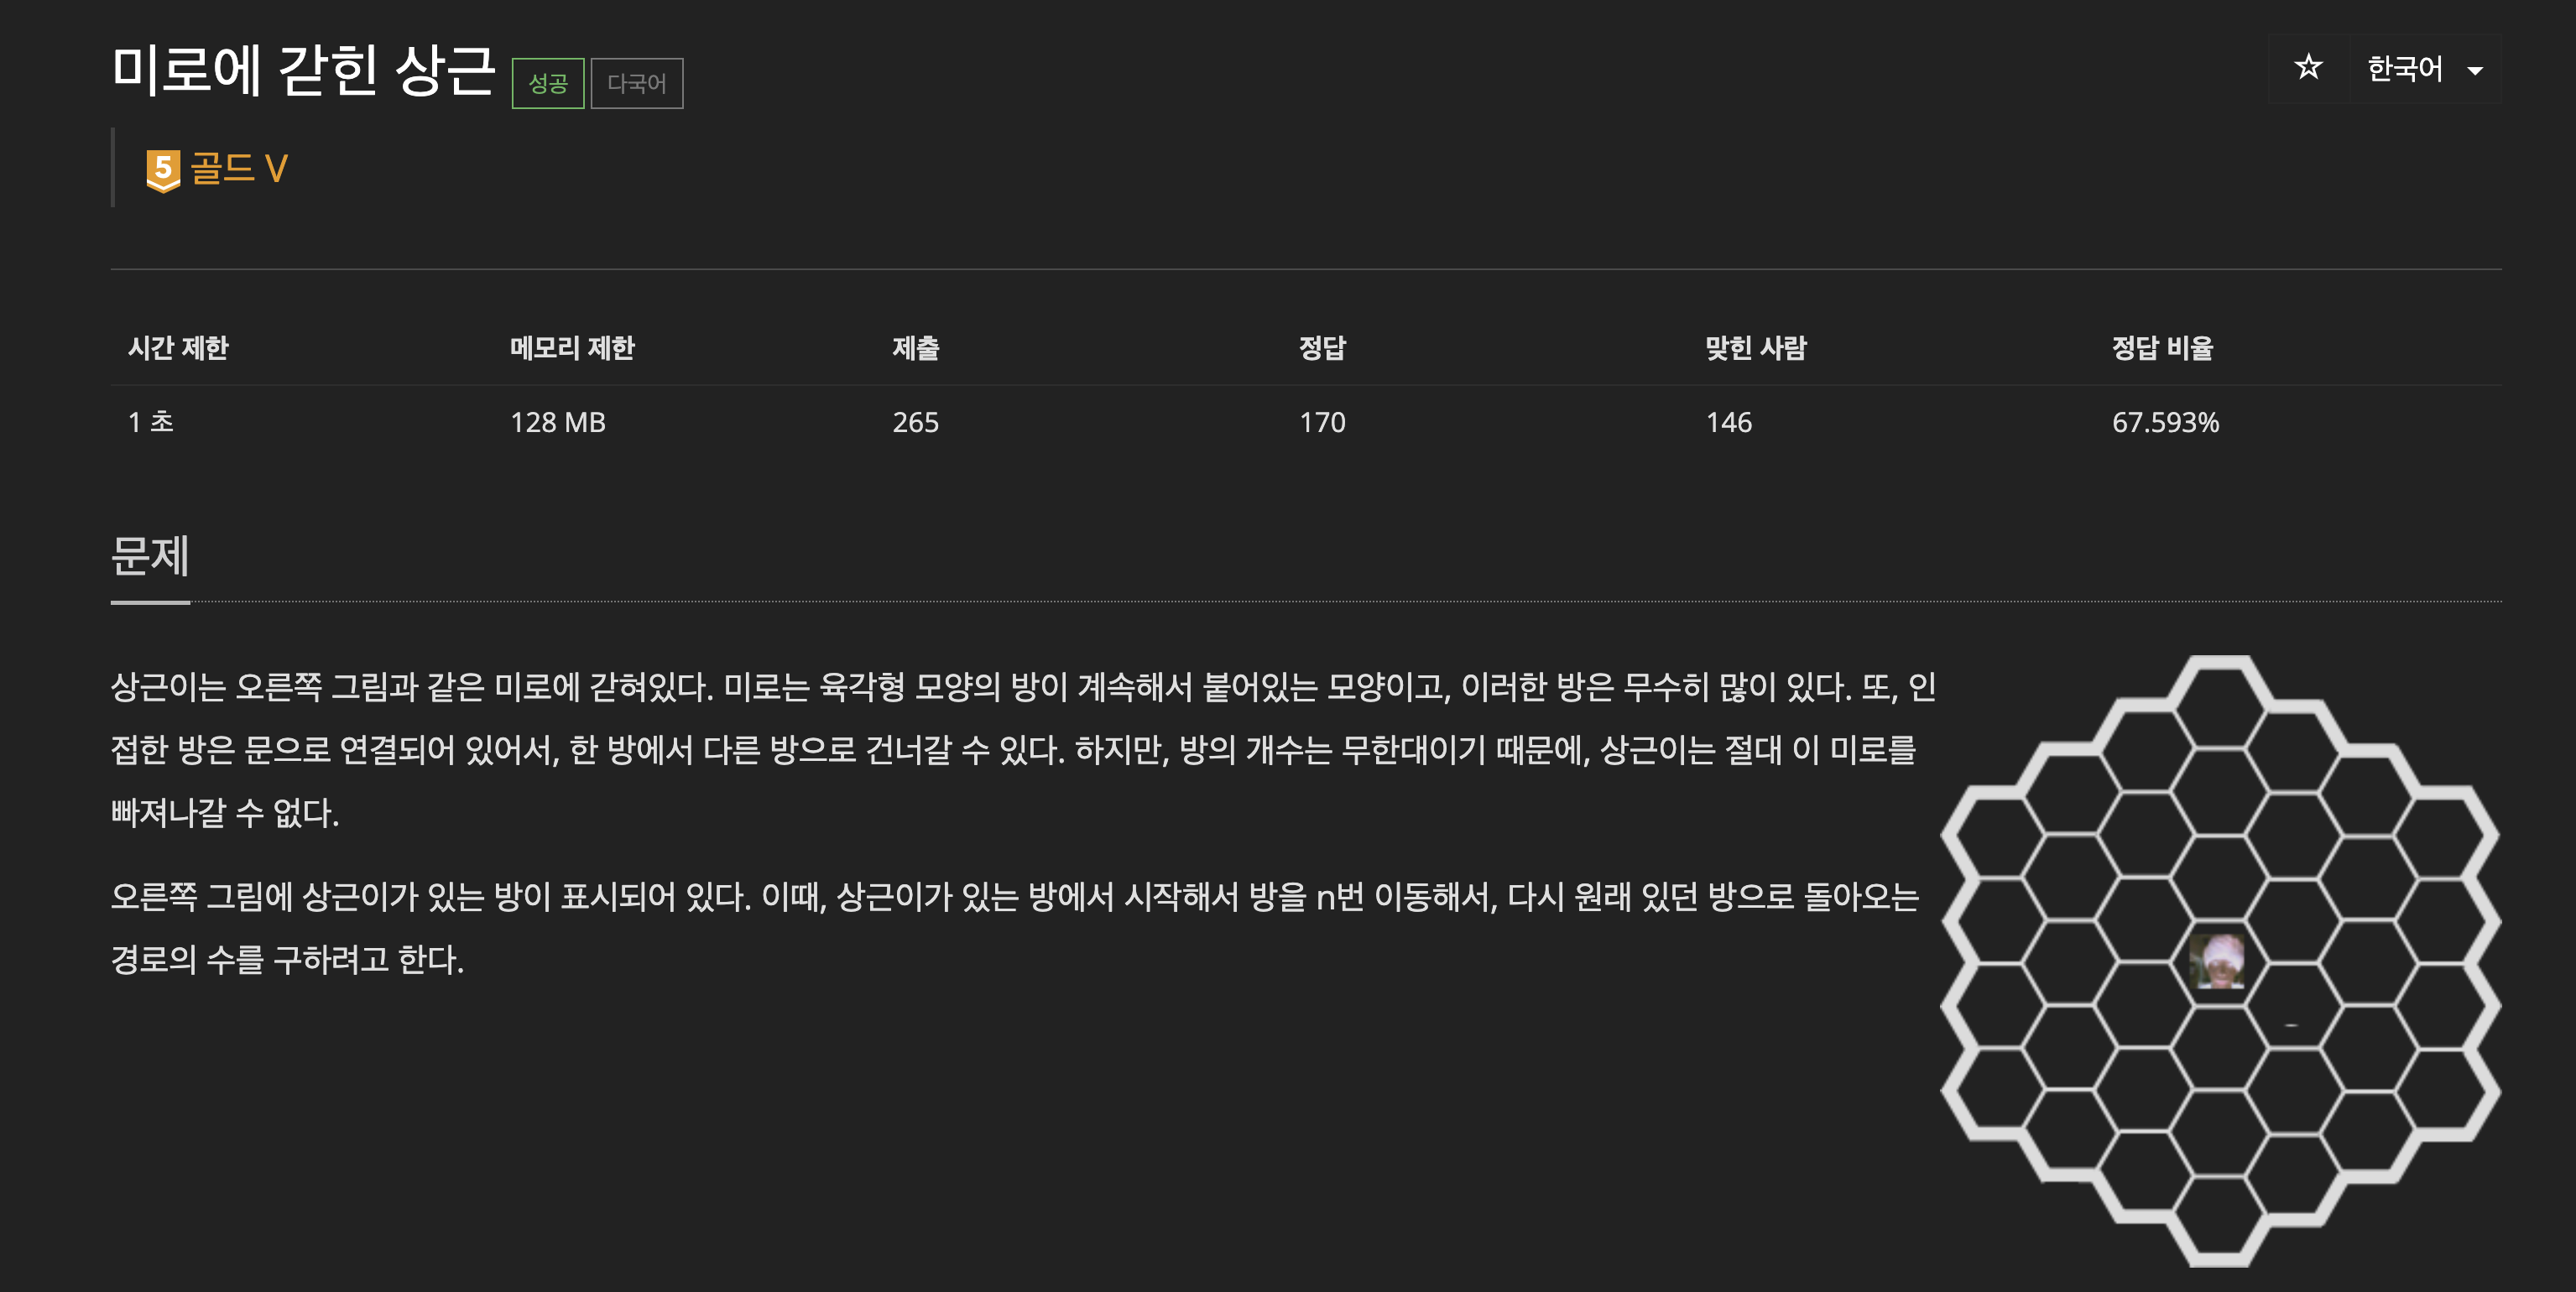 미로에 갇힌 상근 성공 다국어
한국어
5 골드 V
시간 제한 메모리 제한 제출 정답 맞힌 사람 정답 비율
1 초 128 MB 265 170 146 67.593%
문제
상근이는 오른쪽 그림과 같은 미로에 갇혀있다. 미로는 육각형 모양의 방이 계속해서 붙어있는 모양이고, 이러한 방은 무수히 많이 있다. 또, 인
접한 방은 문으로 연결되어 있어서, 한 방에서 다른 방으로 건너갈 수 있다. 하지만, 방의 개수는 무한대이기 때문에, 상근이는 절대 이 미로를
빠져나갈 수 없다.
오른쪽 그림에 상근이가 있는 방이 표시되어 있다. 이때, 상근이가 있는 방에서 시작해서 방을 n번 이동해서, 다시 원래 있던 방으로 돌아오는
경로의 수를 구하려고 한다.